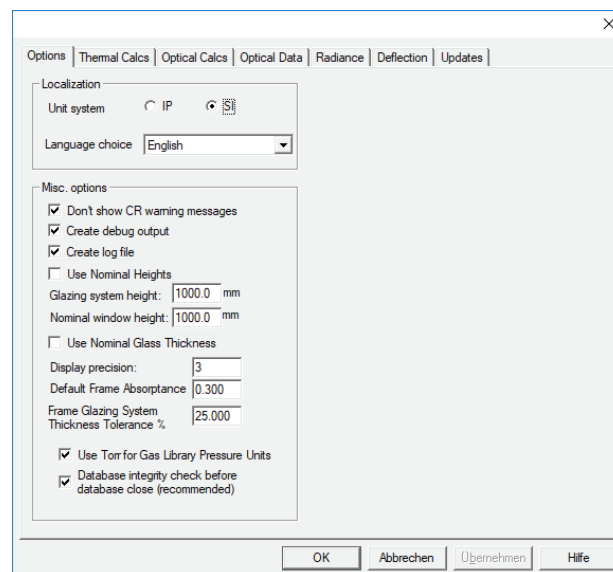 Options Thermal Calcs Optical Calcs Optical Data Radiance Deflection Updates
Localization
Unit system IP SI
Language choice English
Misc. options
Don't show CR warning messages
Create debug output
Create log file
Use Nominal Heights
Glazing system height: 1000.0 mm
Nominal window height: 1000.0 mm
Use Nominal Glass Thickness
Display precision: 3
Default Frame Absorptance 0.300
Frame Glazing System
Thickness Tolerance % 25.000
Use Torr for Gas Library Pressure Units
Database integrity check before
database close (recommended)
OK Abbrechen Übernehmen Hilfe